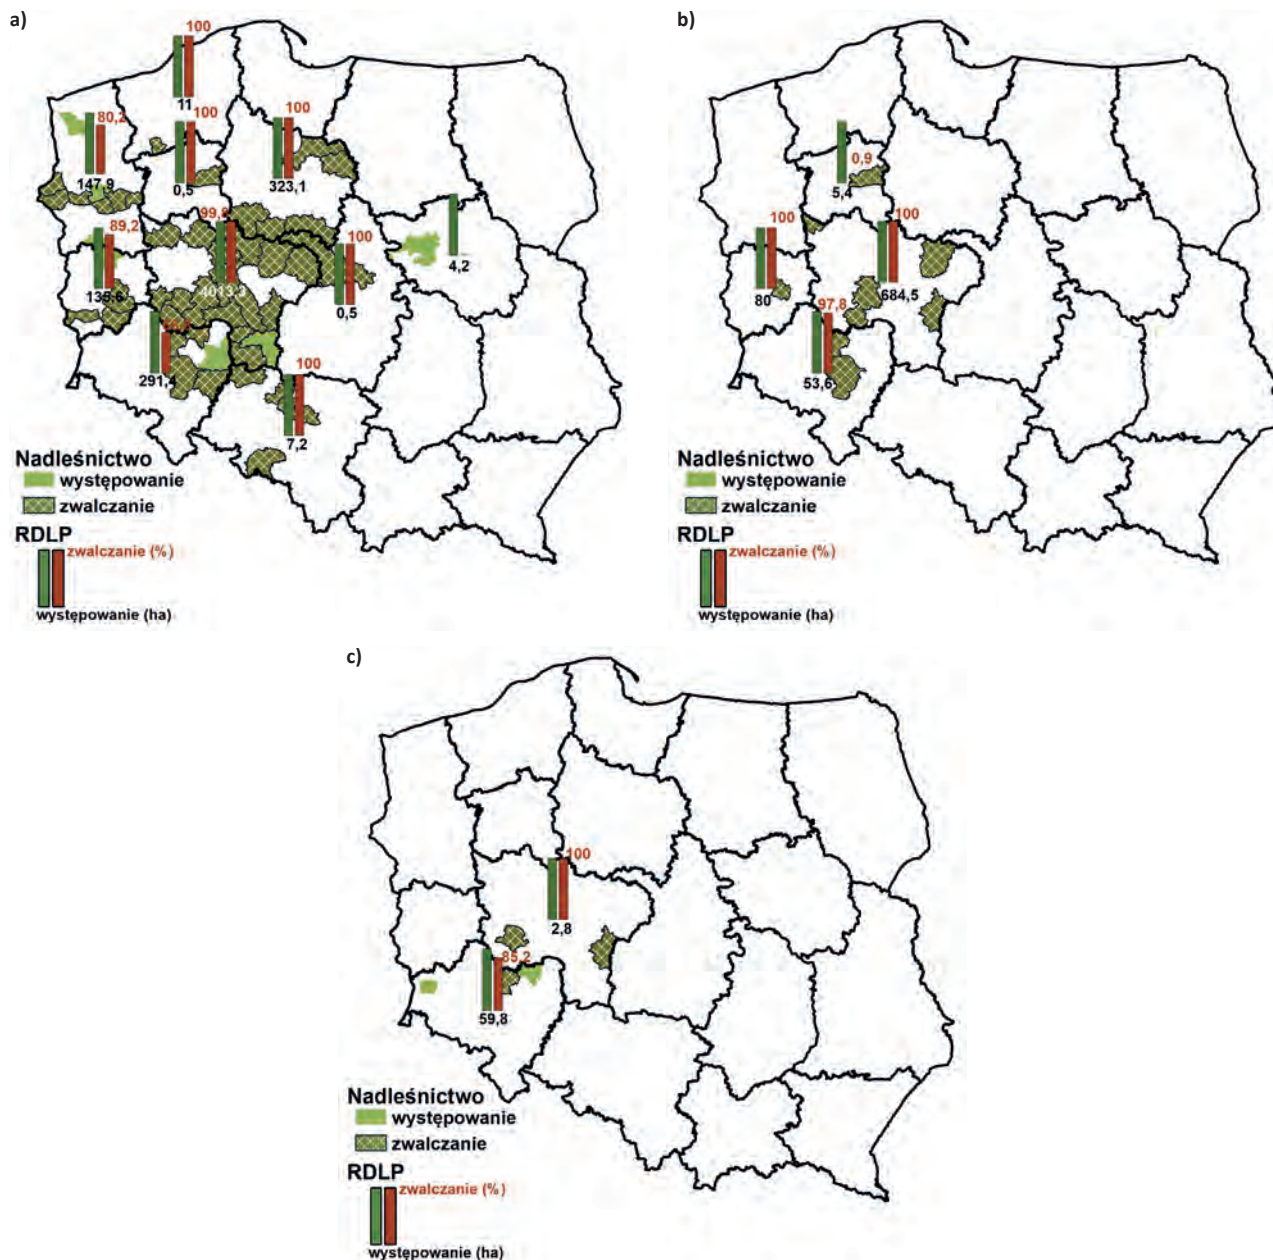 a)
100
11
80,2
147,9
100
0,5
100
323,1
89,2
135,6
99,8
100
0,5
4,2
291,4
100
7,2
Nadleśnictwo
występowanie
zwalczanie
RDLP
zwalczanie (%)
występowanie (ha)
b)
0,9
5,4
100
80
100
684,5
97,8
53,6
Nadleśnictwo
występowanie
zwalczanie
RDLP
zwalczanie (%)
występowanie (ha)
c)
100
2,8
85,2
59,8
Nadleśnictwo
występowanie
zwalczanie
RDLP
zwalczanie (%)
występowanie (ha)